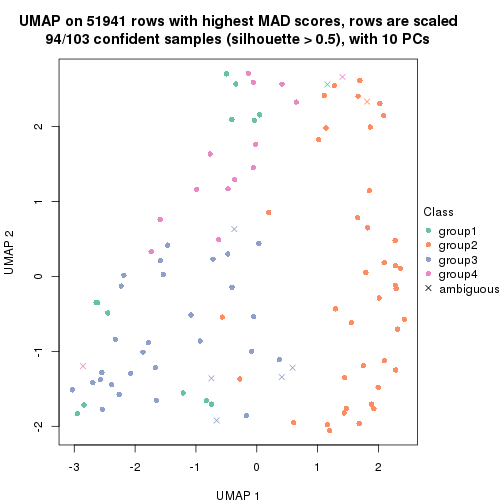 UMAP on 51941 rows with highest MAD scores, rows are scaled
94/103 confident samples (silhouette > 0.5), with 10 PCs
Class
group1
group2
group3
group4
ambiguous
UMAP 2
2
1
0
-1
-2
-3
-2
-1
0
1
2
UMAP 1